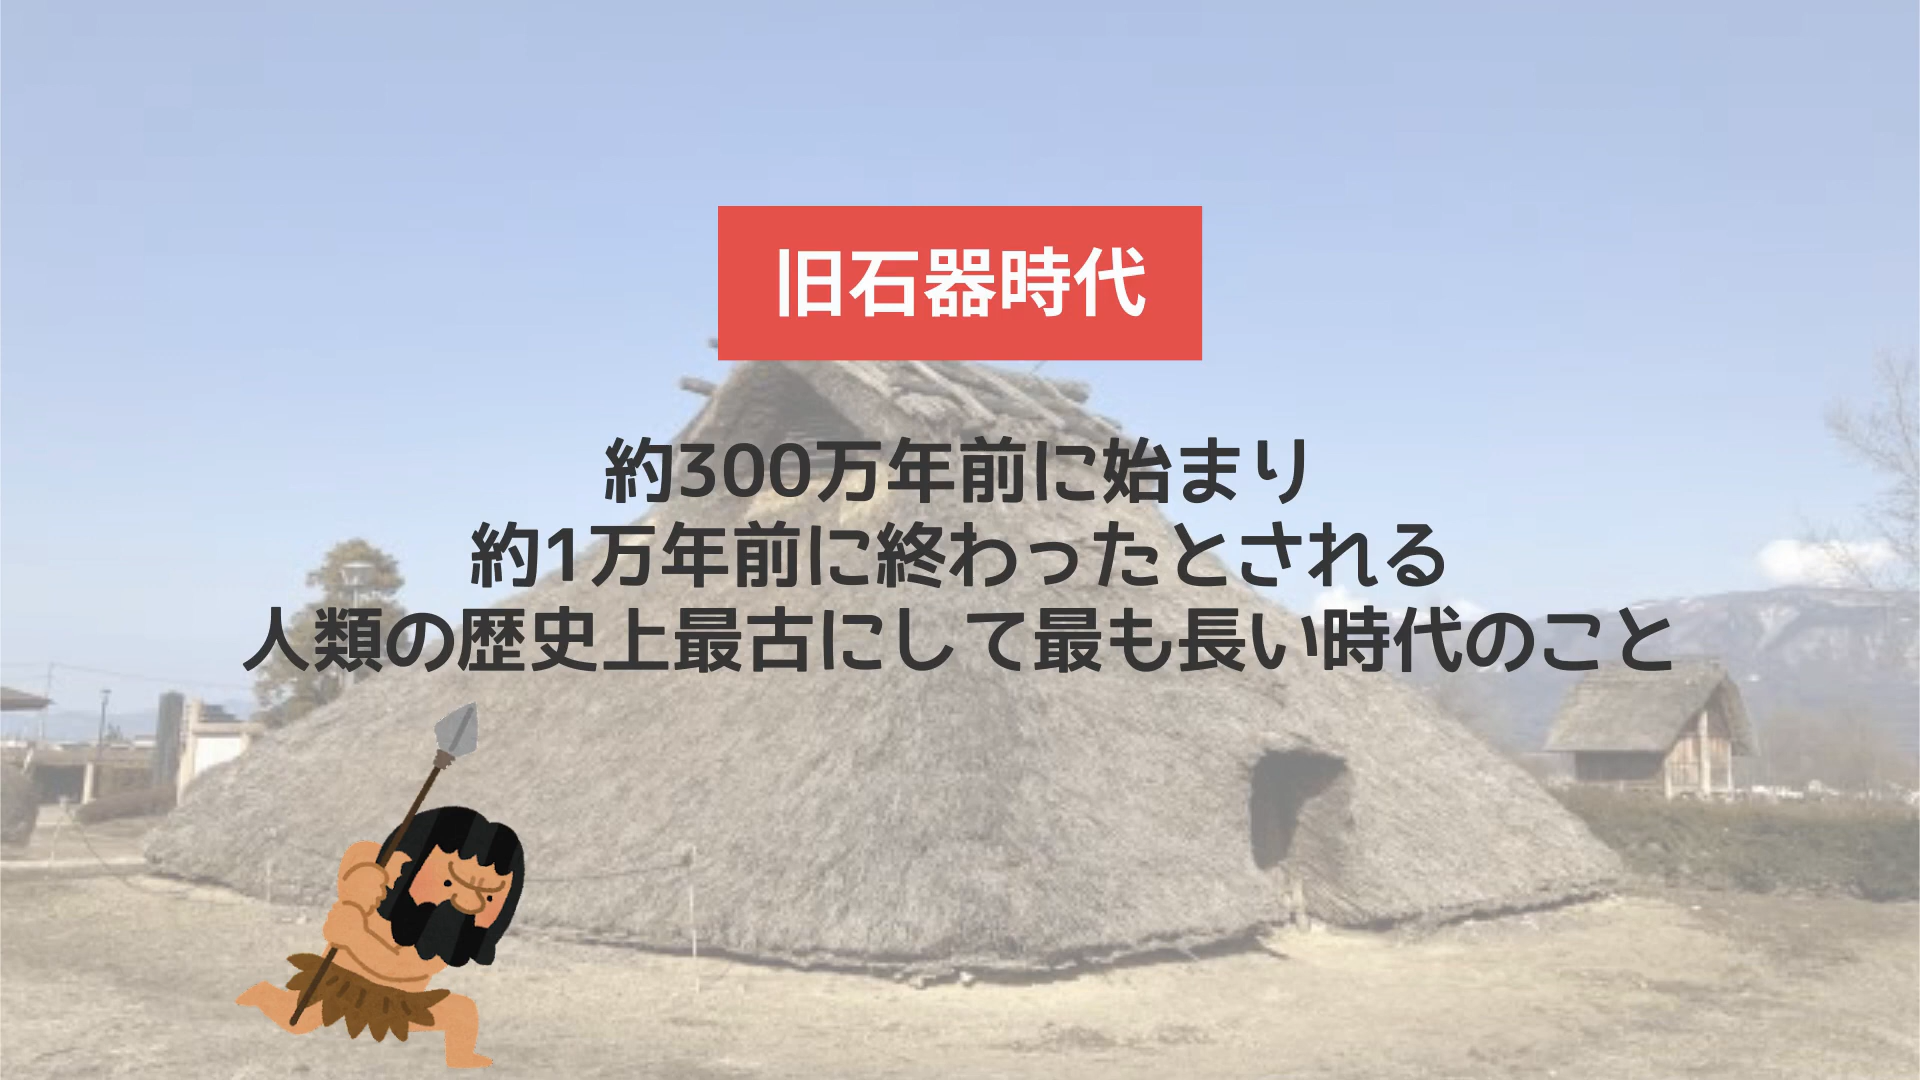 旧石器時代
約300万年前に始まり
約1万年前に終わったとされる
人類の歴史上最古にして最も長い時代のこと